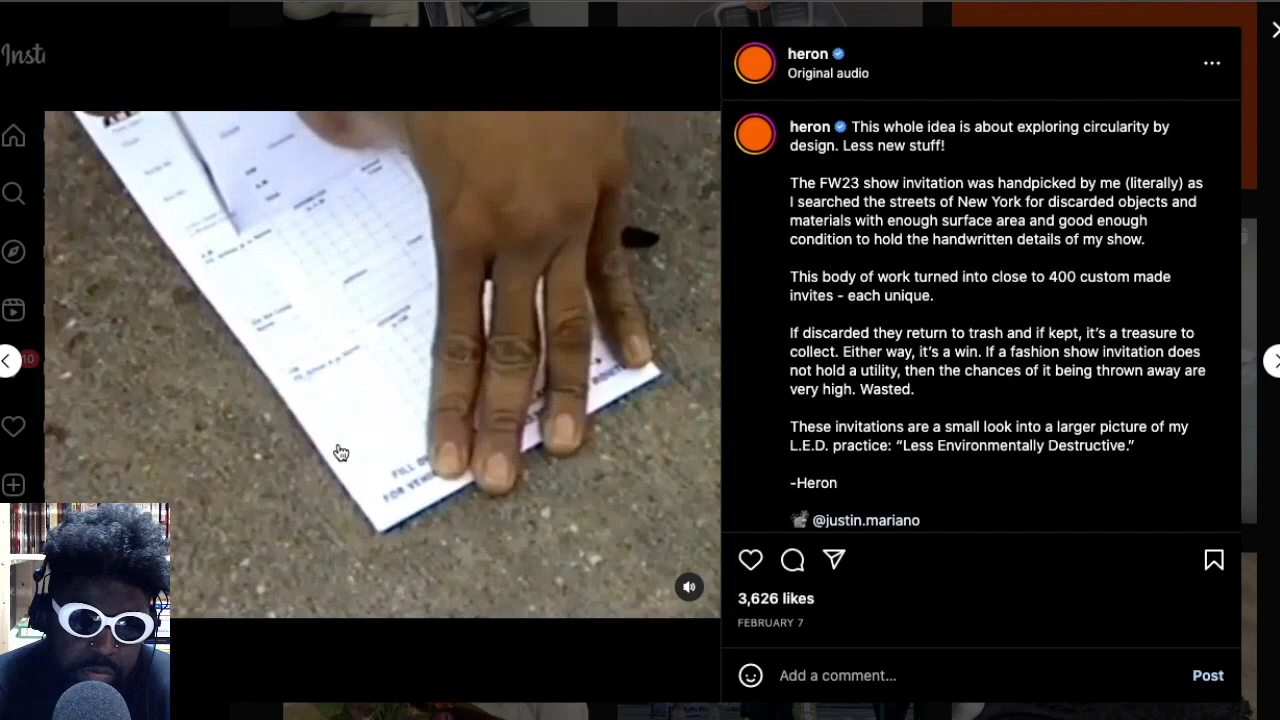 Inst
heron
Original audio
heron This whole idea is about exploring circularity by
design. Less new stuff!
The FW23 show invitation was handpicked by me (literally) as
I searched the streets of New York for discarded objects and
materials with enough surface area and good enough
condition to hold the handwritten details of my show.
This body of work turned into close to 400 custom made
invites - each unique.
If discarded they return to trash and if kept, it’s a treasure to
collect. Either way, it’s a win. If a fashion show invitation does
not hold a utility, then the chances of it being thrown away are
very high. Wasted.
These invitations are a small look into a larger picture of my
L.E.D. practice: “Less Environmentally Destructive.”
-Heron
@justin.mariano
10
FILL
FOR
3,626 likes
FEBRUARY 7
Add a comment...
Post